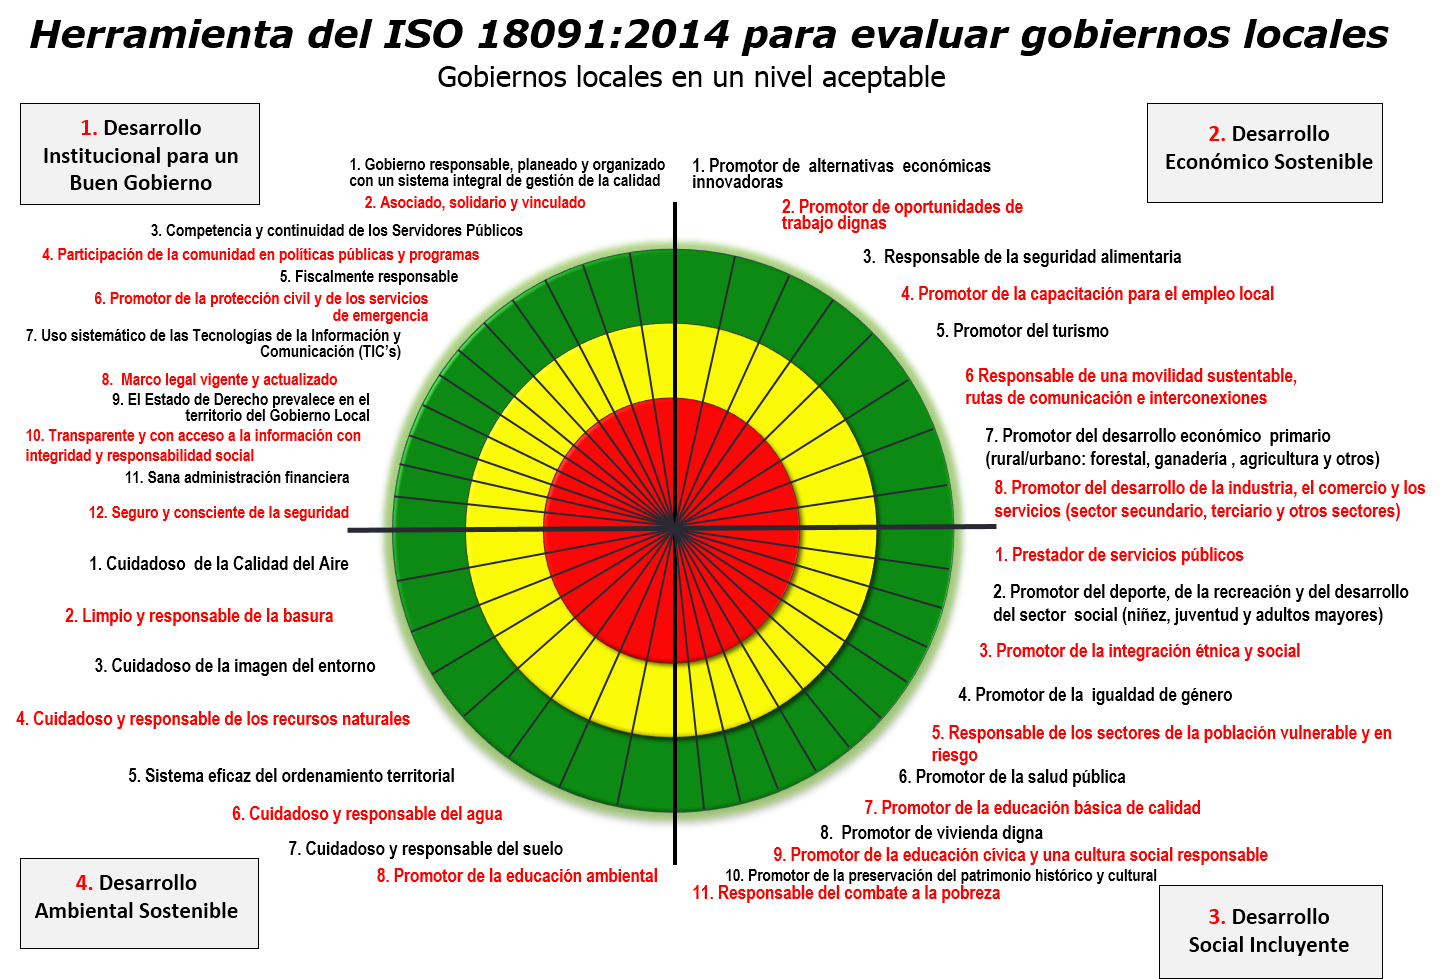 Herramienta del ISO 18091:2014 para evaluar gobiernos locales
Gobiernos locales en un nivel aceptable
1. Desarrollo
Institucional para un
Buen Gobierno
1. Gobierno responsable, planeado y organizado
con un sistema integral de gestión de la calidad
2. Asociado, solidario y vinculado
3. Competencia y continuidad de los Servidores Públicos
4. Participación de la comunidad en políticas públicas y programas
5. Fiscalmente responsable
6. Promotor de la protección civil y de los servicios
de emergencia
7. Uso sistemático de las Tecnologías de la Información y
Comunicación (TIC's)
8. Marco legal vigente y actualizado
9. El Estado de Derecho prevalece en el
territorio del Gobierno Local
10. Transparente y con acceso a la información con
integridad y responsabilidad social
11. Sana administración financiera
12. Seguro y consciente de la seguridad
2. Desarrollo
Económico Sostenible
1. Promotor de alternativas económicas
innovadoras
2. Promotor de oportunidades de
trabajo dignas
3. Responsable de la seguridad alimentaria
4. Promotor de la capacitación para el empleo local
5. Promotor del turismo
6 Responsable de una movilidad sustentable,
rutas de comunicación e interconexiones
7. Promotor del desarrollo económico primario
(rural/urbano: forestal, ganadería , agricultura y otros)
8. Promotor del desarrollo de la industria, el comercio y los
servicios (sector secundario, terciario y otros sectores)
1. Prestador de servicios públicos
2. Promotor del deporte, de la recreación y del desarrollo
del sector social (niñez, juventud y adultos mayores)
3. Promotor de la integración étnica y social
4. Promotor de la igualdad de género
5. Responsable de los sectores de la población vulnerable y en
riesgo
6. Promotor de la salud pública
7. Promotor de la educación básica de calidad
8. Promotor de vivienda digna
9. Promotor de la educación cívica y una cultura social responsable
10. Promotor de la preservación del patrimonio histórico y cultural
11. Responsable del combate a la pobreza
3. Desarrollo
Social Incluyente
1. Cuidadoso de la Calidad del Aire
2. Limpio y responsable de la basura
3. Cuidadoso de la imagen del entorno
4. Cuidadoso y responsable de los recursos naturales
5. Sistema eficaz del ordenamiento territorial
6. Cuidadoso y responsable del agua
7. Cuidadoso y responsable del suelo
8. Promotor de la educación ambiental
4. Desarrollo
Ambiental Sostenible